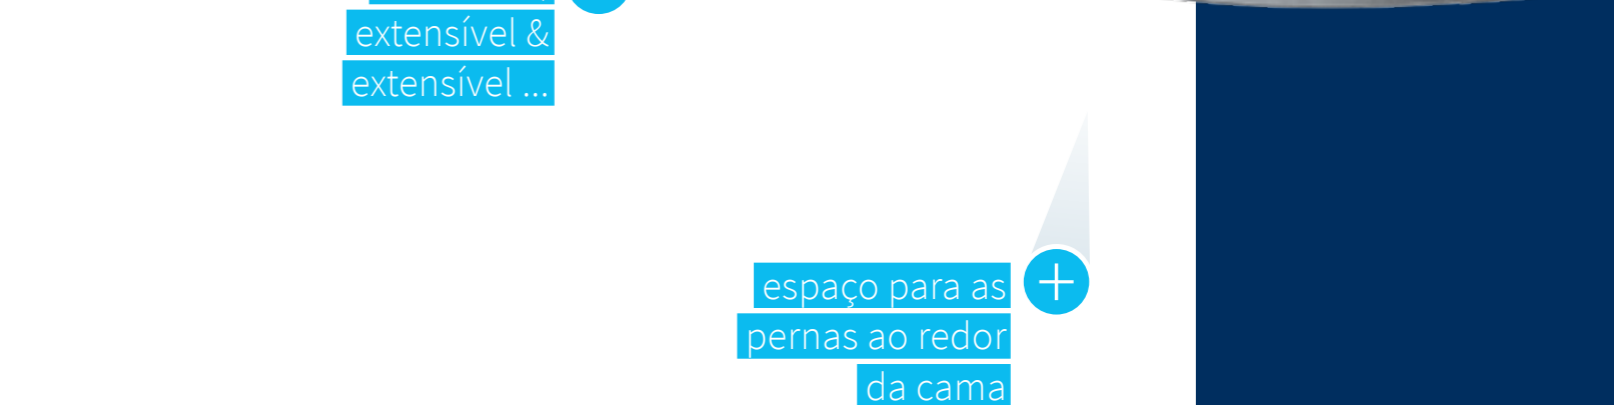 extensível &
extensível ...
espaço para as
pernas ao redor
da cama